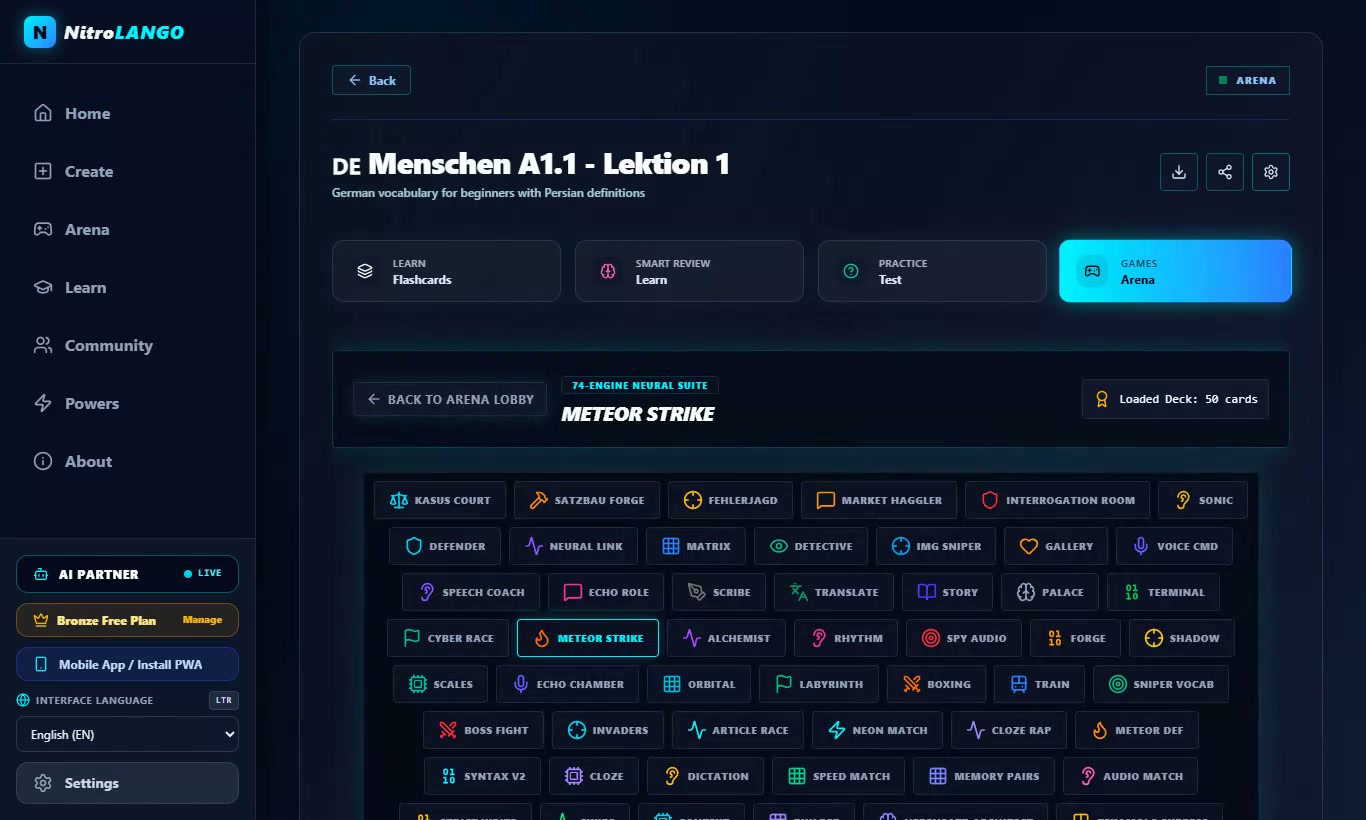 N NitroLANGO
Home
Create
Arena
Learn
Community
Powers
About
AI PARTNER LIVE
Bronze Free Plan Manage
Mobile App / Install PWA
INTERFACE LANGUAGE LTR
English (EN)
Settings
Back ARENA
DE Menschen A1.1 - Lektion 1
German vocabulary for beginners with Persian definitions
LEARN
Flashcards
SMART REVIEW
Learn
PRACTICE
Test
GAMES
Arena
BACK TO ARENA LOBBY
74-ENGINE NEURAL SUITE
METEOR STRIKE
Loaded Deck: 50 cards
KASUS COURT SATZBAU FORGE FEHLERJAGD MARKET HAGGLER INTERROGATION ROOM SONIC
DEFENDER NEURAL LINK MATRIX DETECTIVE IMG SNIPER GALLERY VOICE CMD
SPEECH COACH ECHO ROLE SCRIBE TRANSLATE STORY PALACE TERMINAL
CYBER RACE METEOR STRIKE ALCHEMIST RHYTHM SPY AUDIO FORGE SHADOW
SCALES ECHO CHAMBER ORBITAL LABYRINTH BOXING TRAIN SNIPER VOCAB
BOSS FIGHT INVADERS ARTICLE RACE NEON MATCH CLOZE RAP METEOR DEF
SYNTAX V2 CLOZE DICTATION SPEED MATCH MEMORY PAIRS AUDIO MATCH